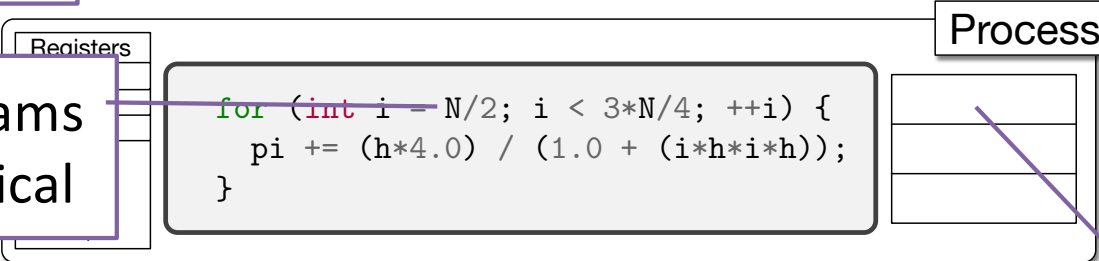 Process
Registers
ams
ical
for (int i = N/2; i < 3*N/4; ++i) {
pi += (h*4.0) / (1.0 + (i*h*i*h));
}